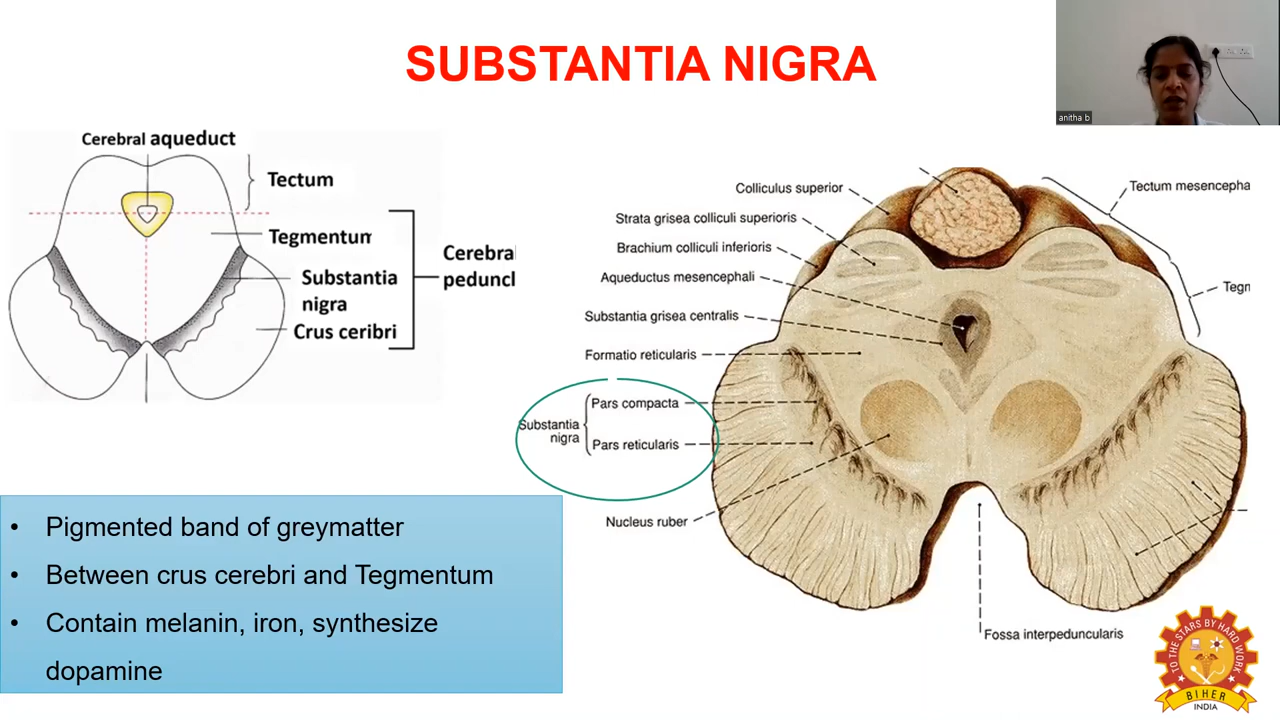 SUBSTANTIA NIGRA
anitha b
Cerebral aqueduct
Tectum
Tegmentum
Cerebral
peduncl
Substantia
nigra
Crus ceribri
Colliculus superior
Strata grisea colliculi superioris
Brachium colliculi inferioris
Aqueductus mesencephali
Substantia grisea centralis
Formatio reticularis
Substantia
nigra
Pars compacta
Pars reticularis
Nucleus ruber
Tectum mesencepha
Tegn
Fossa interpeduncularis
• Pigmented band of greymatter
• Between crus cerebri and Tegmentum
• Contain melanin, iron, synthesize
dopamine
TO THE STARS BY HARD WORK
BIHER
INDIA